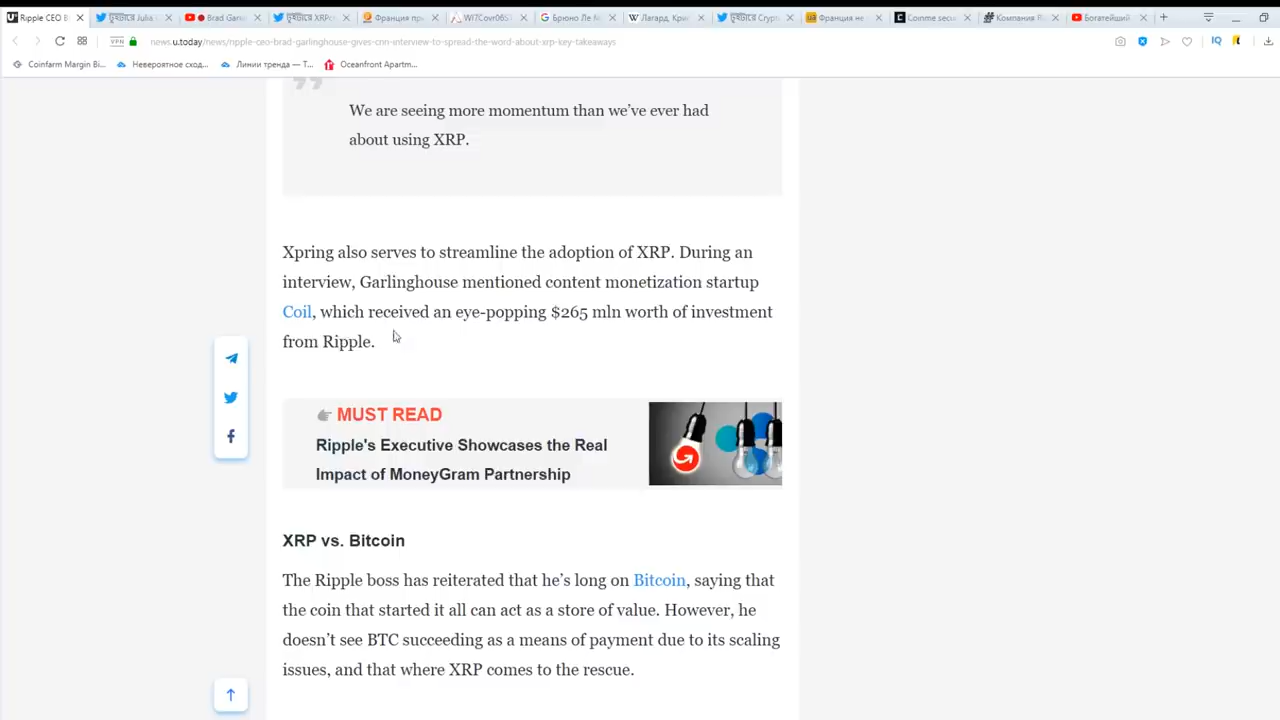 Ripple CEO B
Julia
Brad Garli
XRPc
Франция пр
Wi7Covr06S
Брюно Ле М
Лагард, Кри
Crypta
Франция не
Coinme secu
Компания Ri
Богатейший
VPN
news.u.today/news/ripple-ceo-brad-garlinghouse-gives-cnn-interview-to-spread-the-word-about-xrp-key-takeaways
IQ
Coinfarm Margin Bi...
Невероятное сход...
Линии тренда — T...
Oceanfront Apartm...
We are seeing more momentum than we've ever had
about using XRP.
Xpring also serves to streamline the adoption of XRP. During an
interview, Garlinghouse mentioned content monetization startup
Coil, which received an eye-popping $265 mln worth of investment
from Ripple.
MUST READ
Ripple's Executive Showcases the Real
Impact of MoneyGram Partnership
XRP vs. Bitcoin
The Ripple boss has reiterated that he's long on Bitcoin, saying that
the coin that started it all can act as a store of value. However, he
doesn't see BTC succeeding as a means of payment due to its scaling
issues, and that where XRP comes to the rescue.